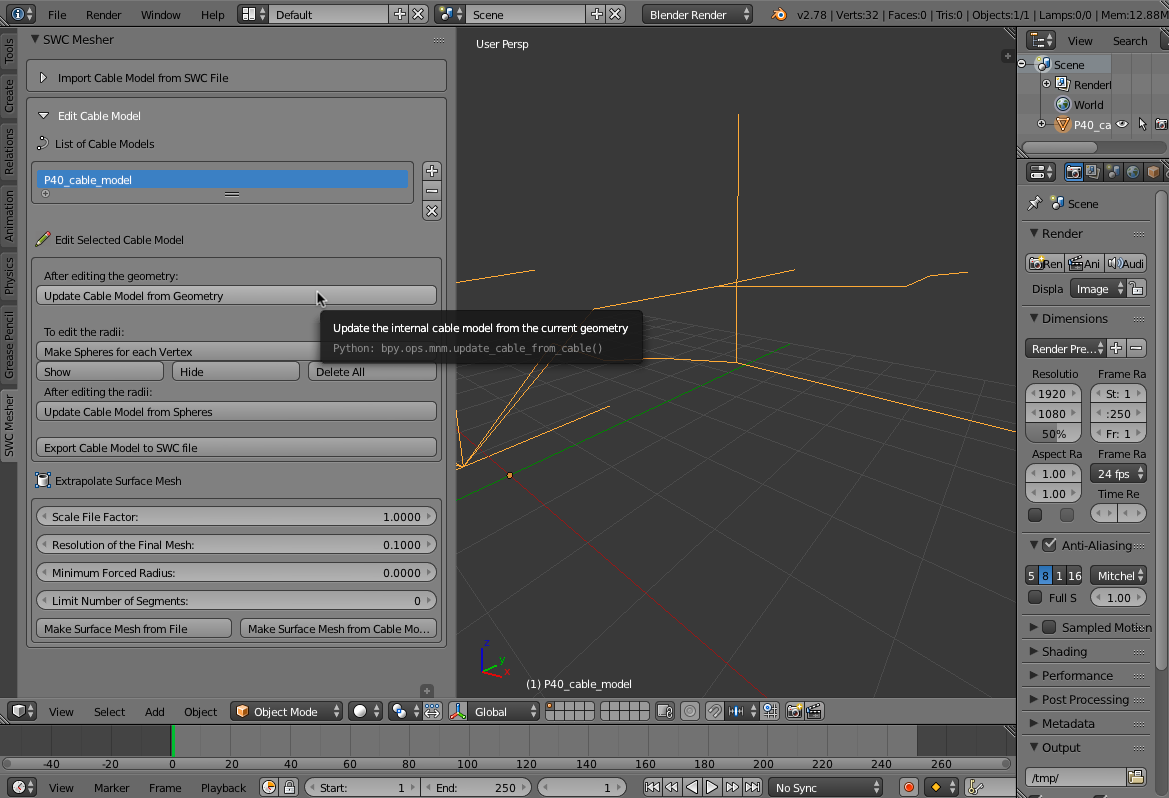 File Render Window Help Default Scene Blender Render v2.78 | Verts:32 | Faces:0 | Tris:0 | Objects:1/1 | Lamps:0/0 | Mem:12.88M
SWC Mesher
Import Cable Model from SWC File
Edit Cable Model
List of Cable Models
P40_cable_model
Edit Selected Cable Model
After editing the geometry:
Update Cable Model from Geometry
To edit the radii:
Make Spheres for each Vertex
Show Hide Delete All
After editing the radii:
Update Cable Model from Spheres
Export Cable Model to SWC file
Extrapolate Surface Mesh
Scale File Factor: 1.0000
Resolution of the Final Mesh: 0.1000
Minimum Forced Radius: 0.0000
Limit Number of Segments: 0
Make Surface Mesh from File Make Surface Mesh from Cable Mo...
Tools
Create
Relations
Animation
Physics
Grease Pencil
SWC Mesher
User Persp
Update the internal cable model from the current geometry
Python: bpy.ops.mnm.update_cable_from_cable()
z
y
x
(1) P40_cable_model
View Search
Scene
Renderl
World
P40_ca
Scene
Render
Ren Ani Audi
Displa Image
Dimensions
Render Pre...
Resolutio Frame Ra
1920 St: 1
1080 :250
50% Fr: 1
Aspect Ra Frame Ra
1.00 24 fps
1.00 Time Re
Anti-Aliasing
5 8 1 16 Mitchel
Full S 1.00
Sampled Motion
Shading
Performance
Post Processing
Metadata
Output
/tmp/
View Select Add Object Object Mode Global
-40 -20 0 20 40 60 80 100 120 140 160 180 200 220 240 260
View Marker Frame Playback Start: 1 End: 250 1 No Sync